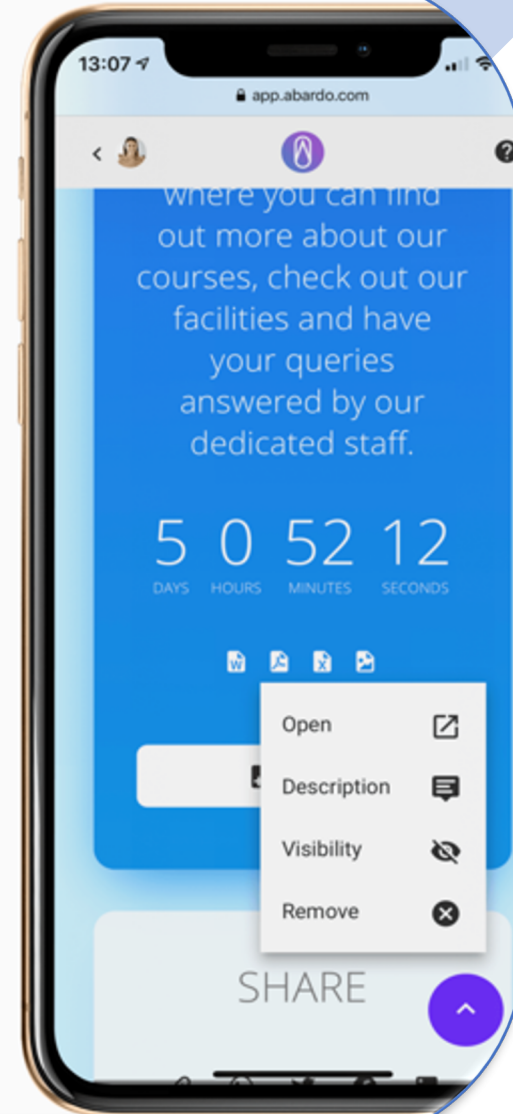 13:07
app.abardo.com
where you can find
out more about our
courses, check out our
facilities and have
your queries
answered by our
dedicated staff.
5 0 52 12
DAYS HOURS MINUTES SECONDS
Open
Description
Visibility
Remove
SHARE